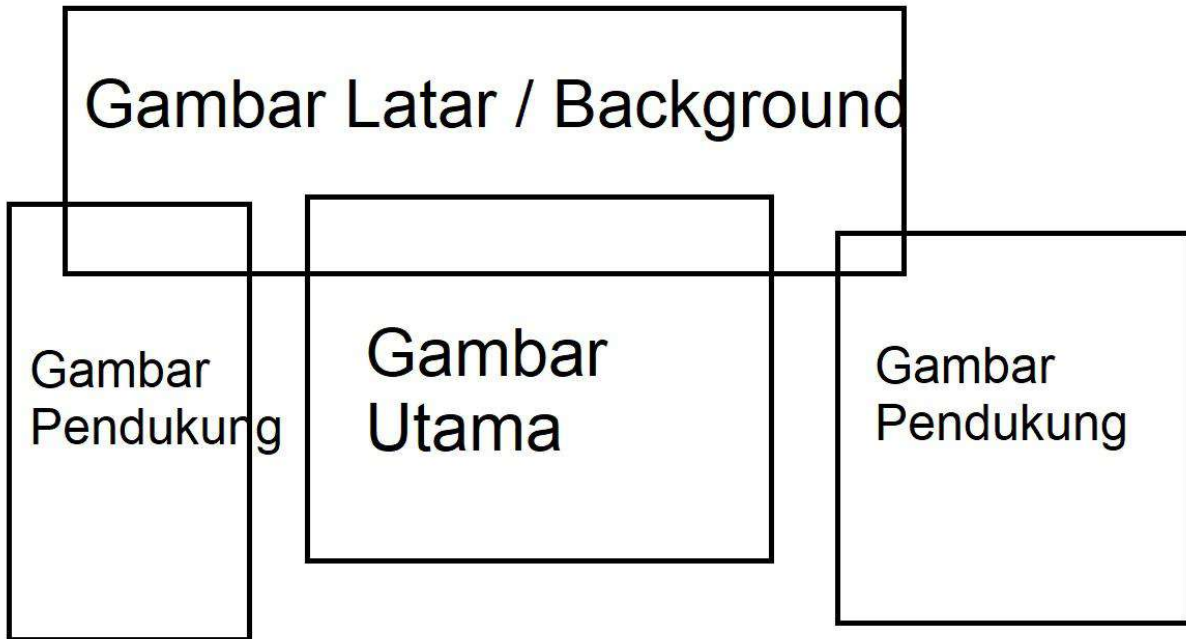 Gambar Latar / Background
Gambar
Pendukung
Gambar
Utama
Gambar
Pendukung